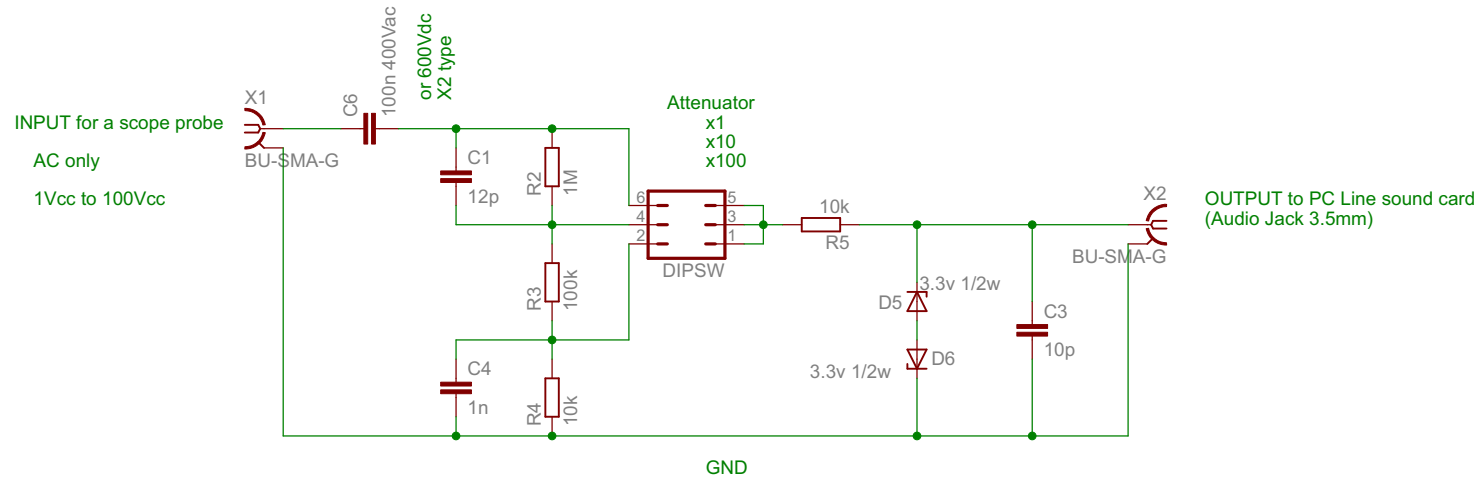 100n 400Vac
or 600Vdc
X2 type
X1
C6
INPUT for a scope probe
AC only
1Vcc to 100Vcc
BU-SMA-G
C1
12p
R2
1M
Attenuator
x1
x10
x100
6
4
2
5
3
1
DIPSW
10k
R5
X2
BU-SMA-G
OUTPUT to PC Line sound card
(Audio Jack 3.5mm)
R3
100k
3.3v 1/2w
D5
C3
10p
3.3v 1/2w
D6
C4
1n
R4
10k
GND